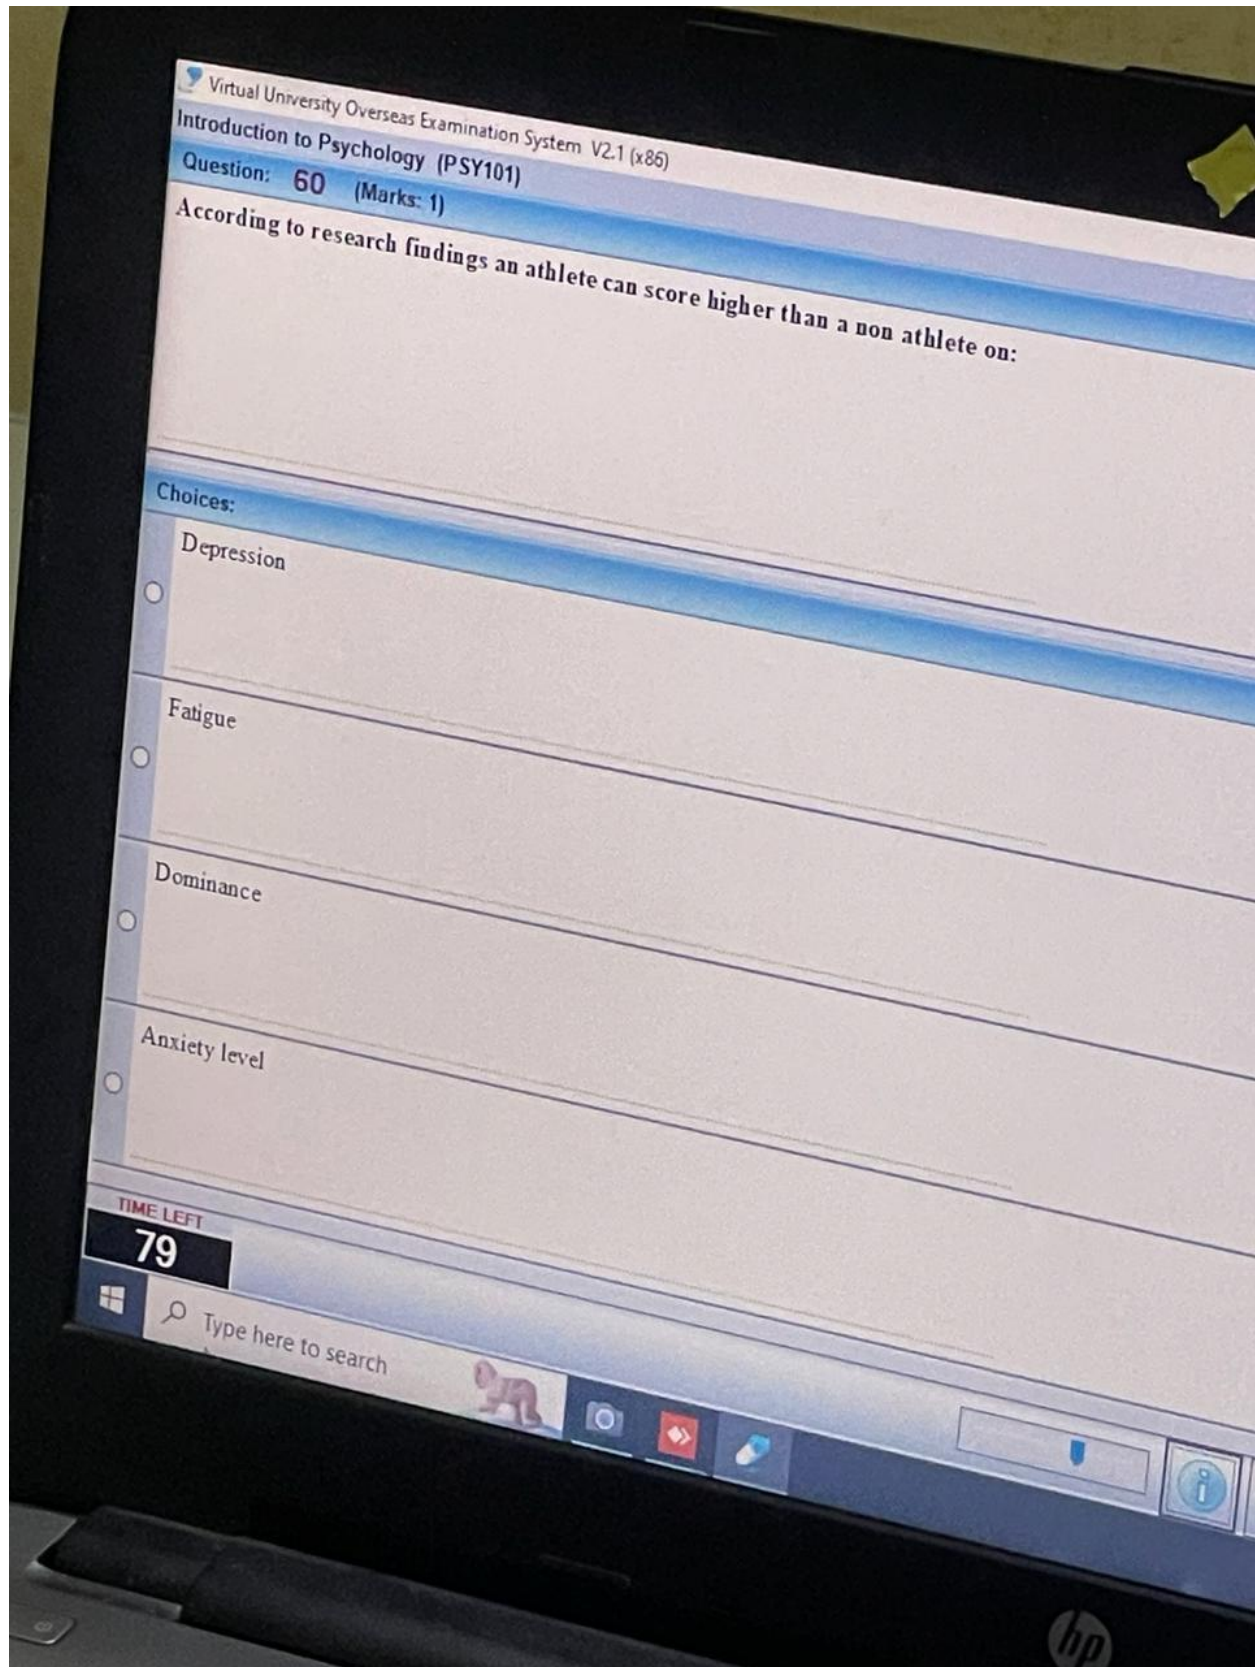 Virtual University Overseas Examination System V2.1 (x86)
Introduction to Psychology (PSY101)
Question: 60 (Marks: 1)
According to research findings an athlete can score higher than a non athlete on:
Choices:
Depression
Fatigue
Dominance
Anxiety level
TIME LEFT
79
Type here to search
i
hp